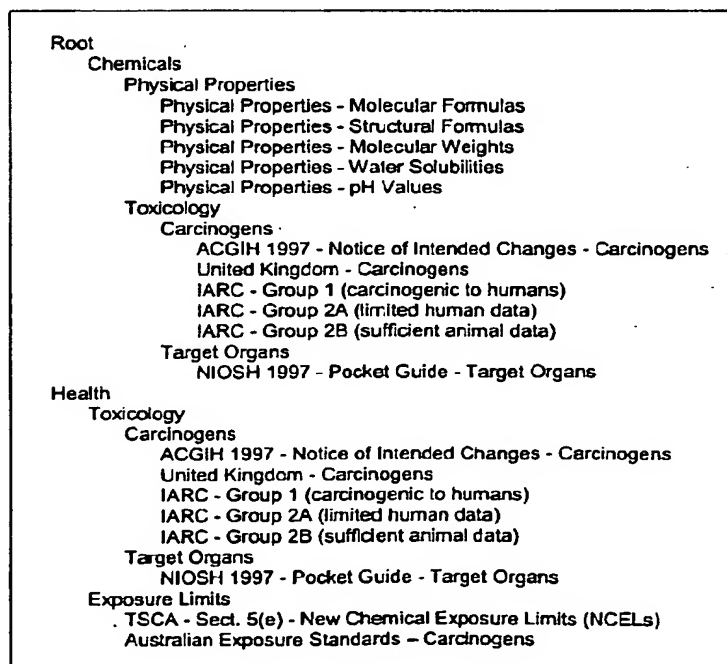 Root
Chemicals
Physical Properties
Physical Properties - Molecular Formulas
Physical Properties - Structural Formulas
Physical Properties - Molecular Weights
Physical Properties - Water Solubilities
Physical Properties - pH Values
Toxicology
Carcinogens
ACGIH 1997 - Notice of Intended Changes - Carcinogens
United Kingdom - Carcinogens
IARC - Group 1 (carcinogenic to humans)
IARC - Group 2A (limited human data)
IARC - Group 2B (sufficient animal data)
Target Organs
NIOSH 1997 - Pocket Guide - Target Organs
Health
Toxicology
Carcinogens
ACGIH 1997 - Notice of Intended Changes - Carcinogens
United Kingdom - Carcinogens
IARC - Group 1 (carcinogenic to humans)
IARC - Group 2A (limited human data)
IARC - Group 2B (sufficient animal data)
Target Organs
NIOSH 1997 - Pocket Guide - Target Organs
Exposure Limits
TSCA - Sect. 5(e) - New Chemical Exposure Limits (NCELs)
Australian Exposure Standards – Carcinogens